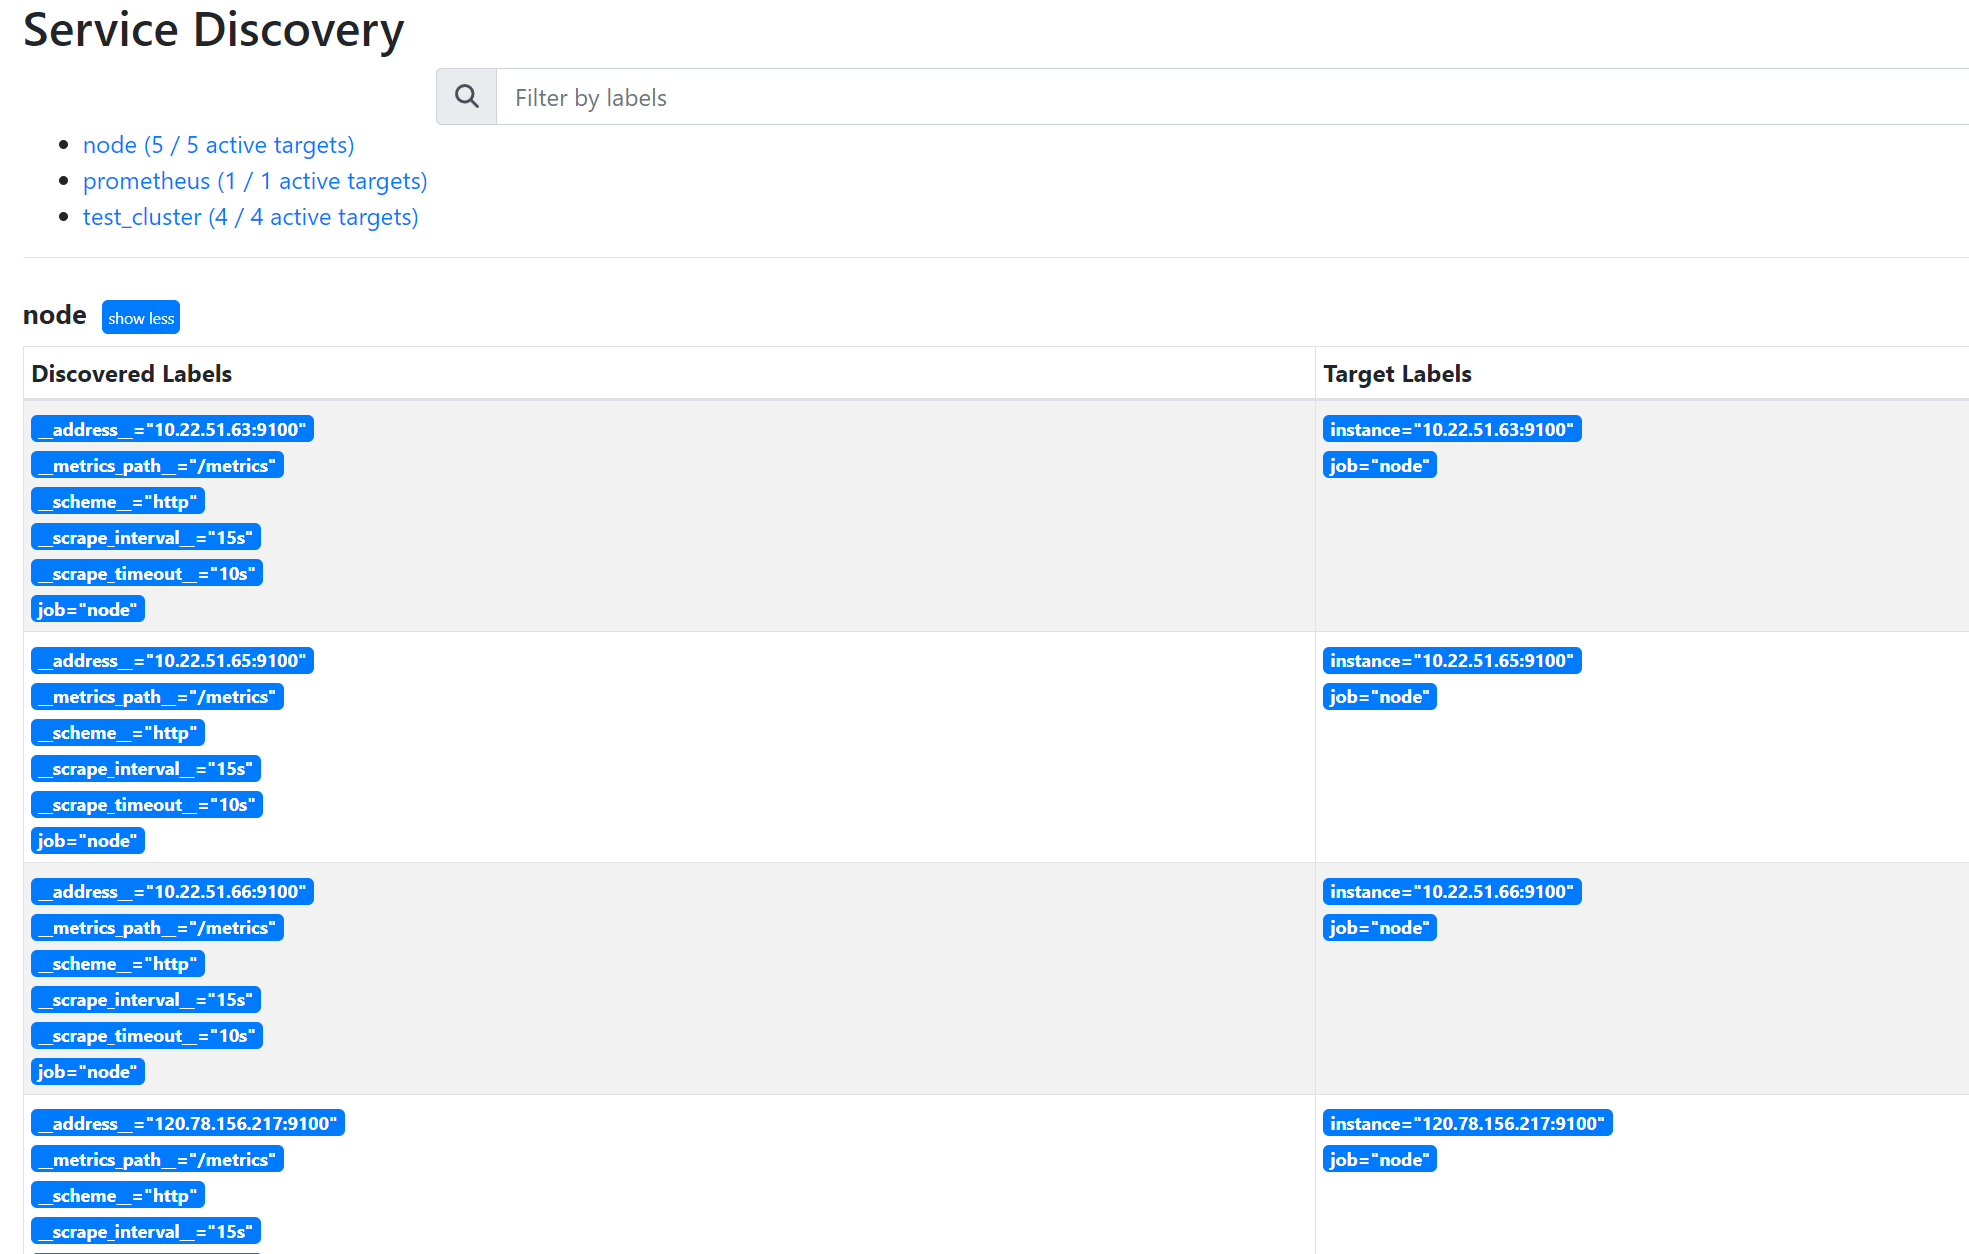 Service Discovery
Filter by labels
node (5 / 5 active targets)
prometheus (1 / 1 active targets)
test_cluster (4 / 4 active targets)
node show less
Discovered Labels Target Labels
__address__="10.22.51.63:9100" instance="10.22.51.63:9100"
__metrics_path__="/metrics" job="node"
__scheme__="http"
__scrape_interval__="15s"
__scrape_timeout__="10s"
job="node"
__address__="10.22.51.65:9100" instance="10.22.51.65:9100"
__metrics_path__="/metrics" job="node"
__scheme__="http"
__scrape_interval__="15s"
__scrape_timeout__="10s"
job="node"
__address__="10.22.51.66:9100" instance="10.22.51.66:9100"
__metrics_path__="/metrics" job="node"
__scheme__="http"
__scrape_interval__="15s"
__scrape_timeout__="10s"
job="node"
__address__="120.78.156.217:9100" instance="120.78.156.217:9100"
__metrics_path__="/metrics" job="node"
__scheme__="http"
__scrape_interval__="15s"